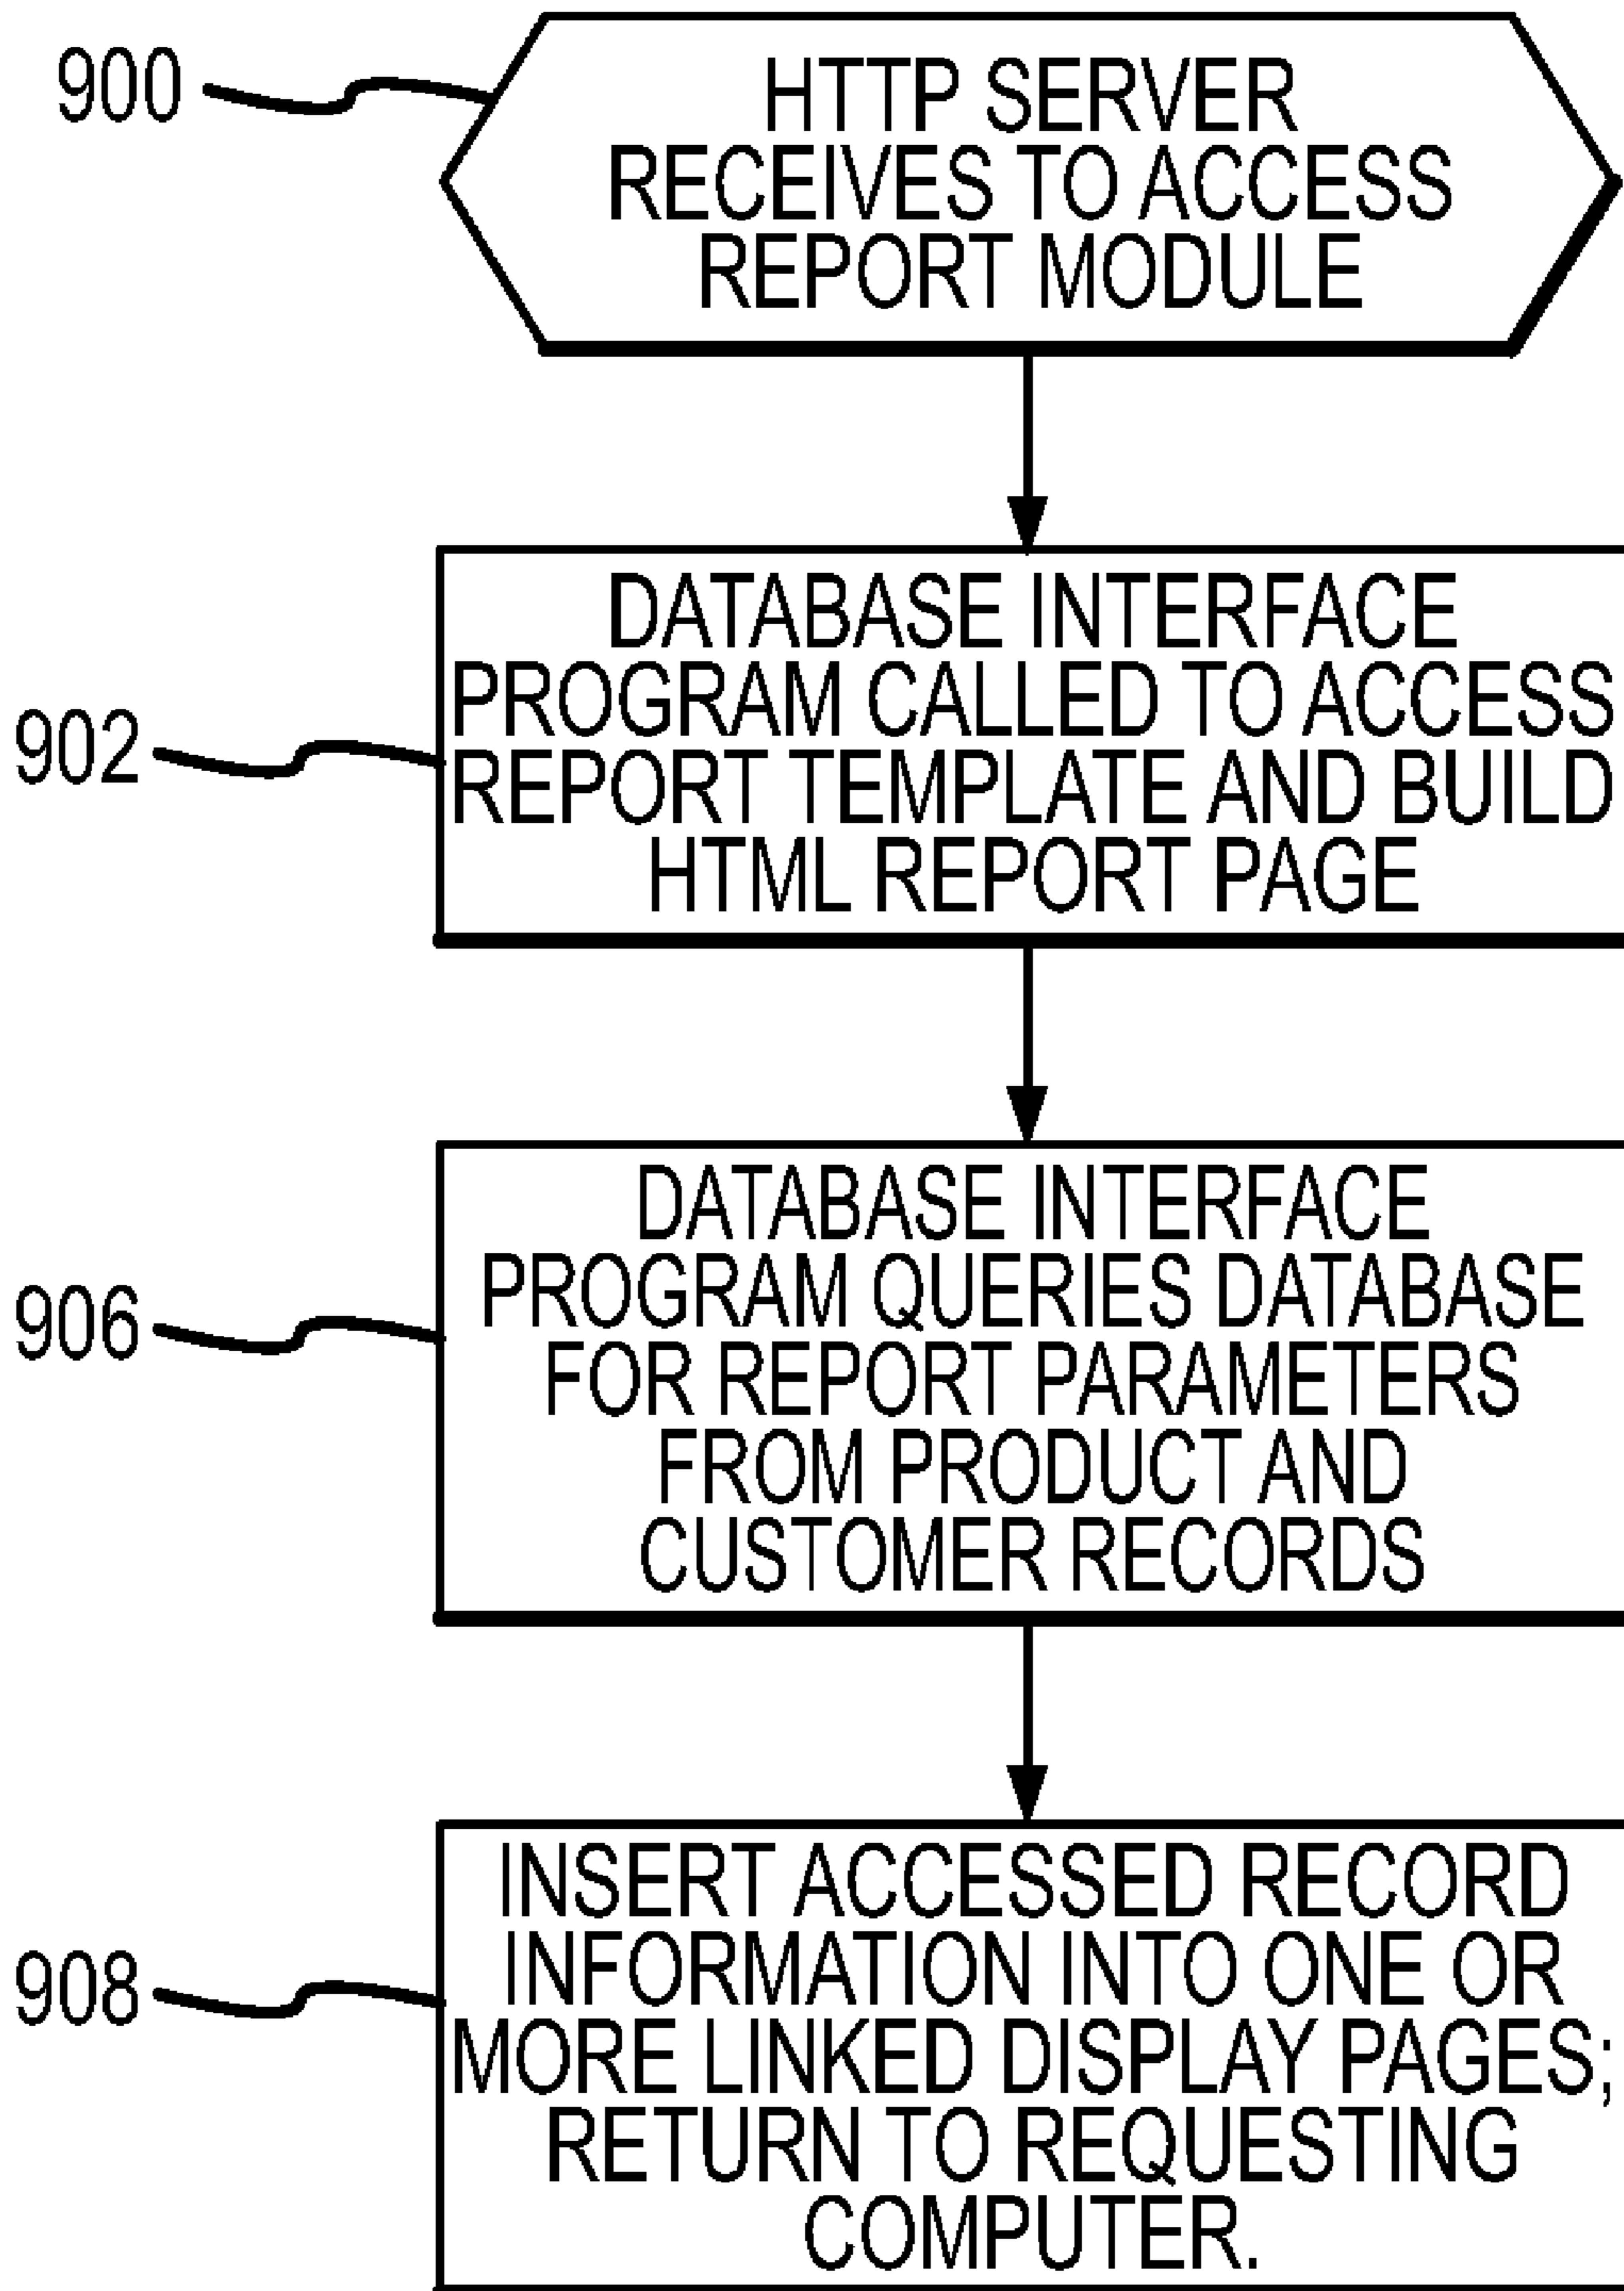 900
HTTP SERVER
RECEIVES TO ACCESS
REPORT MODULE
902
DATABASE INTERFACE
PROGRAM CALLED TO ACCESS
REPORT TEMPLATE AND BUILD
HTML REPORT PAGE
906
DATABASE INTERFACE
PROGRAM QUERIES DATABASE
FOR REPORT PARAMETERS
FROM PRODUCT AND
CUSTOMER RECORDS
908
INSERT ACCESSED RECORD
INFORMATION INTO ONE OR
MORE LINKED DISPLAY PAGES;
RETURN TO REQUESTING
COMPUTER.